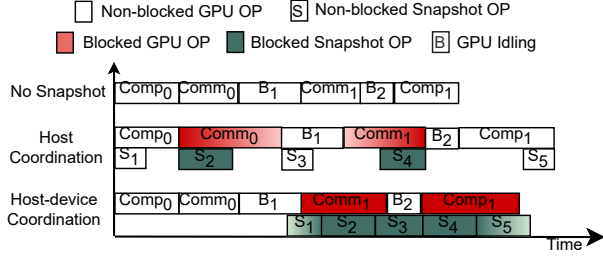 Non-blocked GPU OP S Non-blocked Snapshot OP
Blocked GPU OP Blocked Snapshot OP B GPU Idling
No Snapshot Comp0 Comm0 B1 Comm1 B2 Comp1
Host Coordination Comp0 Comm0 B1 Comm1 B2 Comp1
S1 S2 S3 S4 S5
Host-device Coordination Comp0 Comm0 B1 Comm1 B2 Comp1
S1 S2 S3 S4 S5
Time